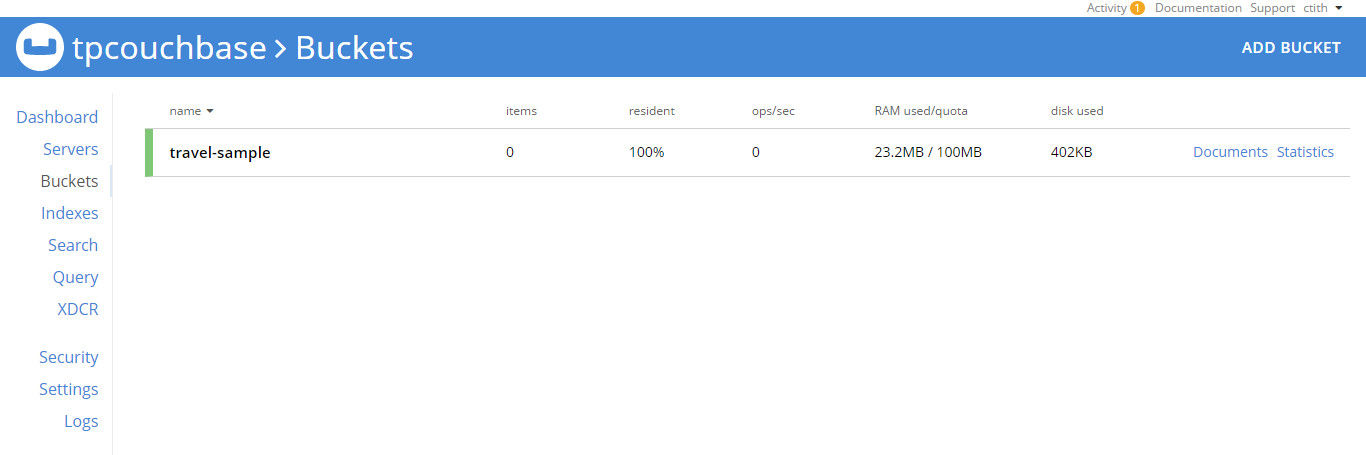 Activity 1 Documentation Support ctith
tpcouchbase > Buckets ADD BUCKET
Dashboard
Servers
Buckets
Indexes
Search
Query
XDCR
Security
Settings
Logs
name items resident ops/sec RAM used/quota disk used
travel-sample 0 100% 0 23.2MB / 100MB 402KB Documents Statistics